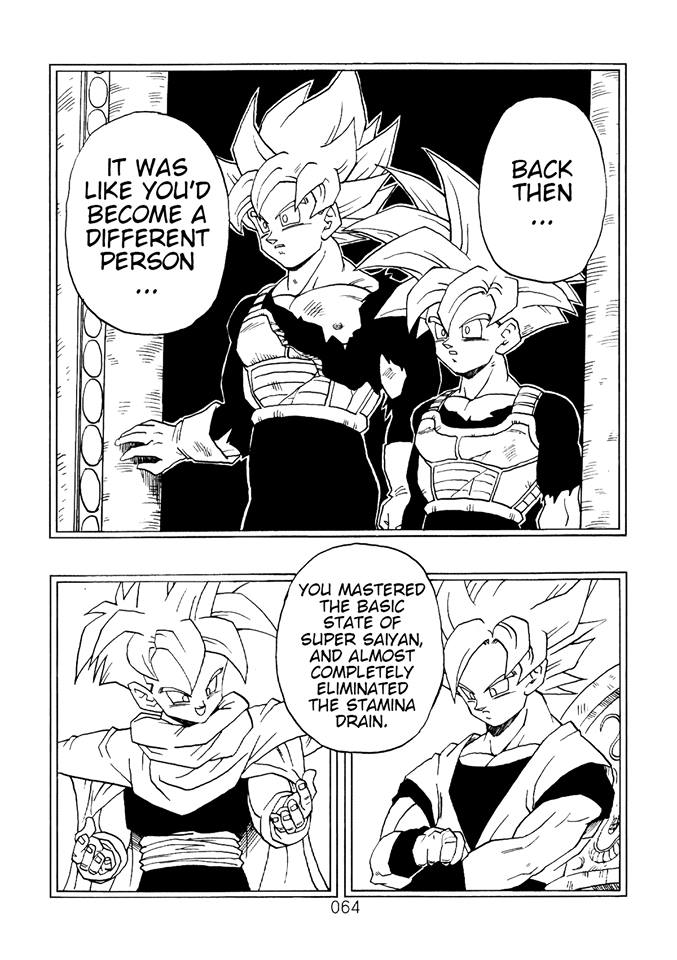 BACK
THEN
...
IT WAS
LIKE YOU'D
BECOME A
DIFFERENT
PERSON
...
YOU MASTERED
THE BASIC
STATE OF
SUPER SAIYAN,
AND ALMOST
COMPLETELY
ELIMINATED
THE STAMINA
DRAIN.
064